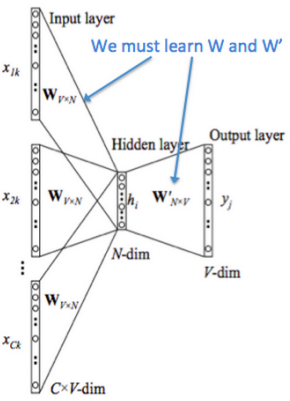 Input layer
We must learn W and W'
x1k
WV×N
Hidden layer
Output layer
x2k
WV×N
hi
W'N×V
yj
N-dim
V-dim
WV×N
xCk
C×V-dim